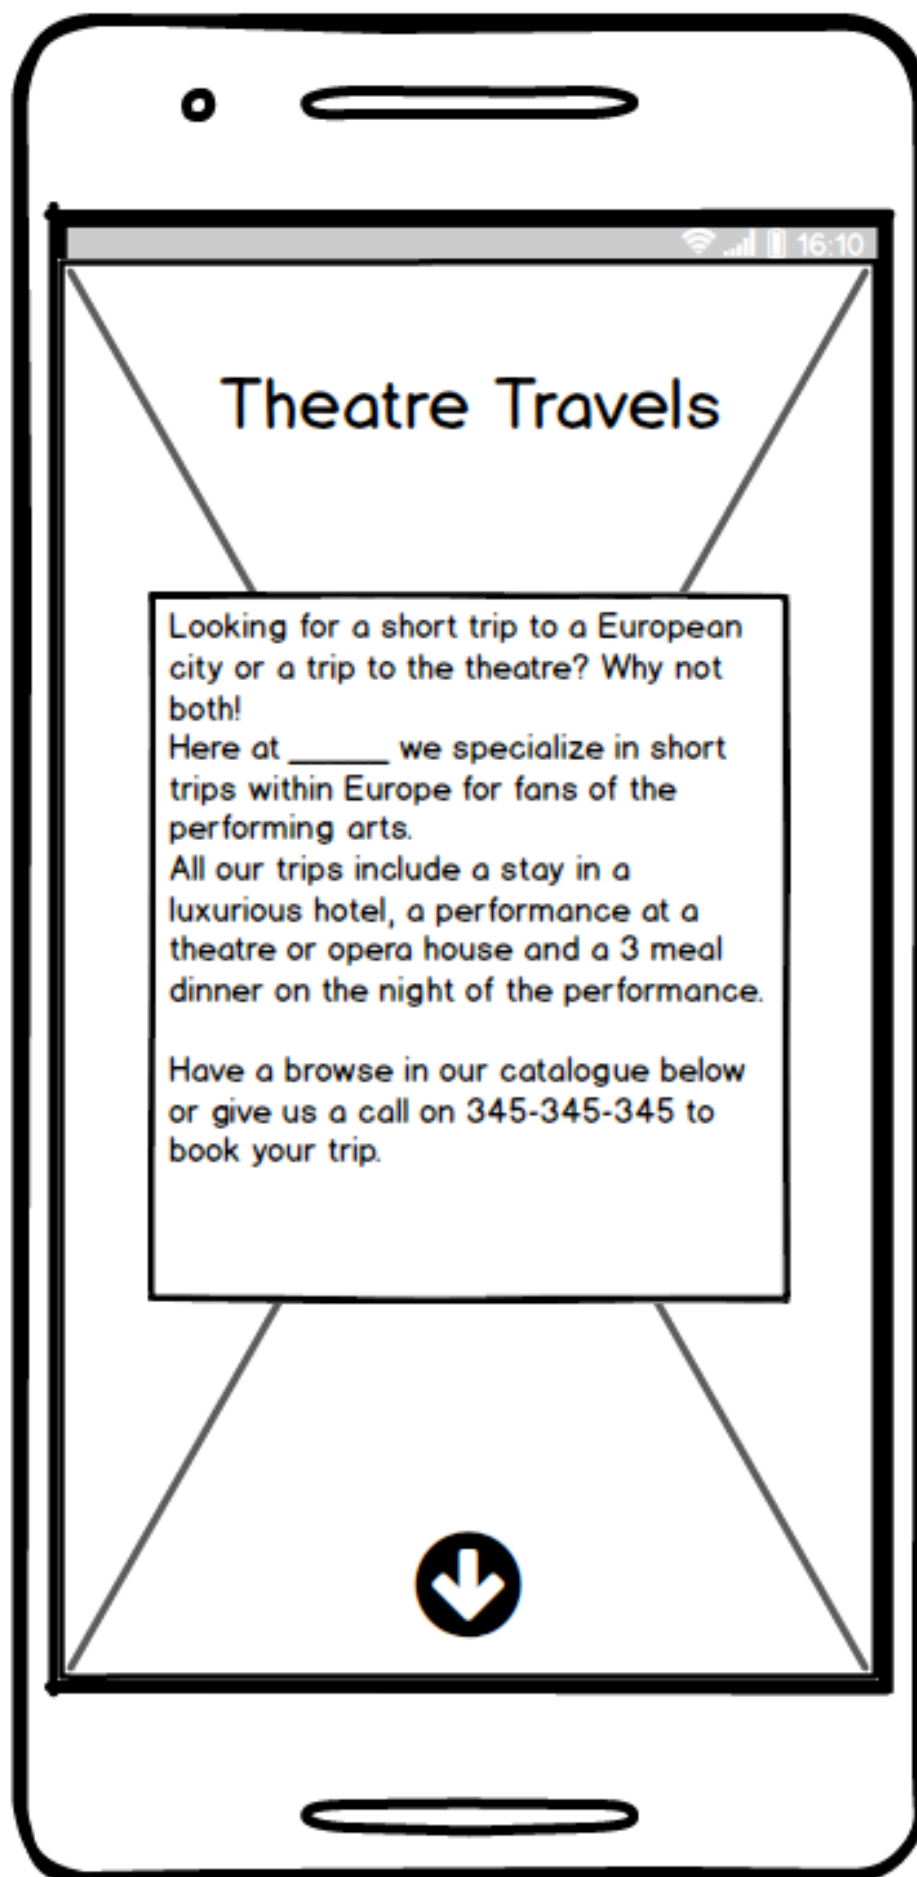 16:10
Theatre Travels
Looking for a short trip to a European
city or a trip to the theatre? Why not
both!
Here at ______ we specialize in short
trips within Europe for fans of the
performing arts.
All our trips include a stay in a
luxurious hotel, a performance at a
theatre or opera house and a 3 meal
dinner on the night of the performance.
Have a browse in our catalogue below
or give us a call on 345-345-345 to
book your trip.